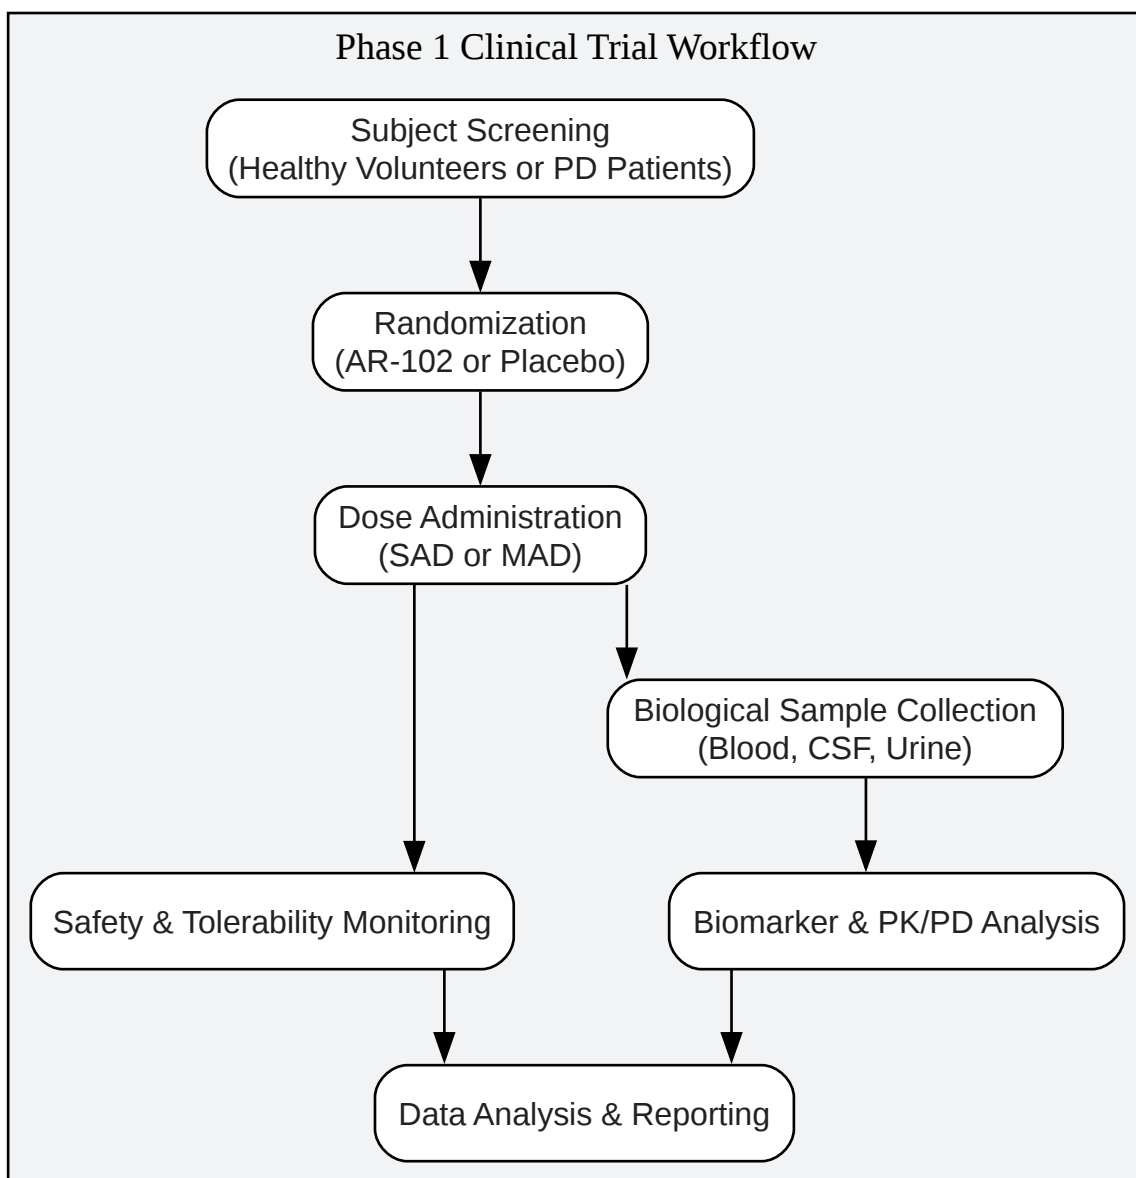 Phase 1 Clinical Trial Workflow
Subject Screening
(Healthy Volunteers or PD Patients)
Randomization
(AR-102 or Placebo)
Dose Administration
(SAD or MAD)
Biological Sample Collection
(Blood, CSF, Urine)
Safety & Tolerability Monitoring
Biomarker & PK/PD Analysis
Data Analysis & Reporting